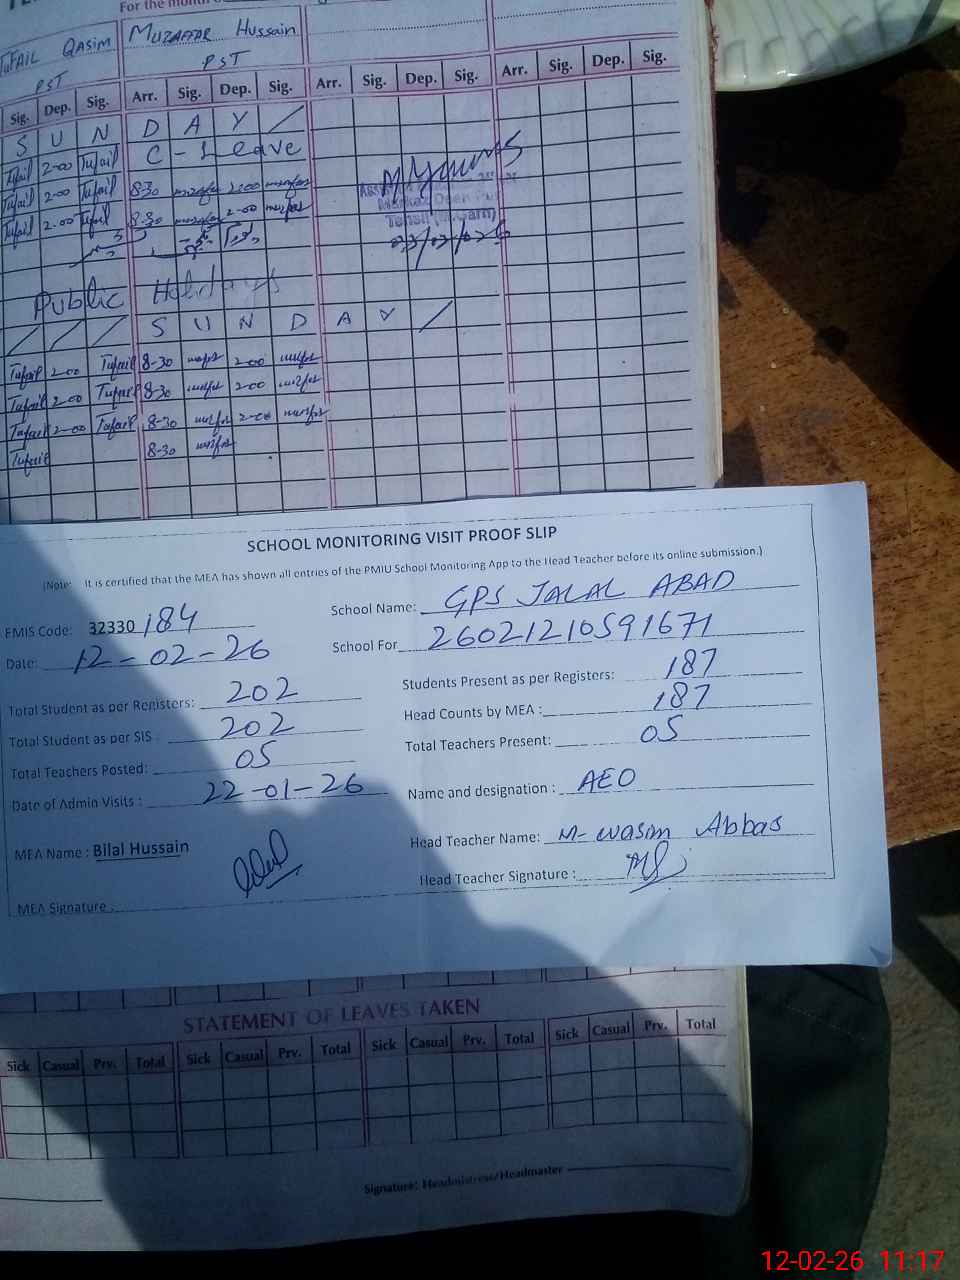 For the month
TUFAIL QASIM MUZAFFAR Hussain
PST PST
Sig. Dep. Sig. Arr. Sig. Dep. Sig. Arr. Sig. Dep. Sig. Arr. Sig. Dep. Sig.
S U N D A Y /
Tufail 2-00 Tufail C-Leave
Tufail 2-00 Tufail 8-30 2-00
Tufail 2-00 Tufail 8-30 2-00
Public Holidays
S U N D A Y /
Tufail 2-00 Tufail 8-30 2-00
Tufail 2-00 Tufail 8-30 2-00
Tufail 2-00 Tufail 8-30 2-00
Tufail 8-30
SCHOOL MONITORING VISIT PROOF SLIP
(Note: It is certified that the MEA has shown all entries of the PMIU School Monitoring App to the Head Teacher before its online submission.)
EMIS Code: 32330184 School Name: GPS JALAL ABAD
Date: 12-02-26 School For 26021210591671
Total Student as per Registers: 202 Students Present as per Registers: 187
Total Student as per SIS: 202 Head Counts by MEA: 187
Total Teachers Posted: 05 Total Teachers Present: 05
Date of Admin Visits: 22-01-26 Name and designation: AEO
MEA Name: Bilal Hussain Head Teacher Name: M-Wasim Abbas
MEA Signature: Head Teacher Signature:
STATEMENT OF LEAVES TAKEN
Sick Casual Prv. Total Sick Casual Prv. Total Sick Casual Prv. Total Sick Casual Prv. Total
Signature: Headmistress/Headmaster
12-02-26 11:17